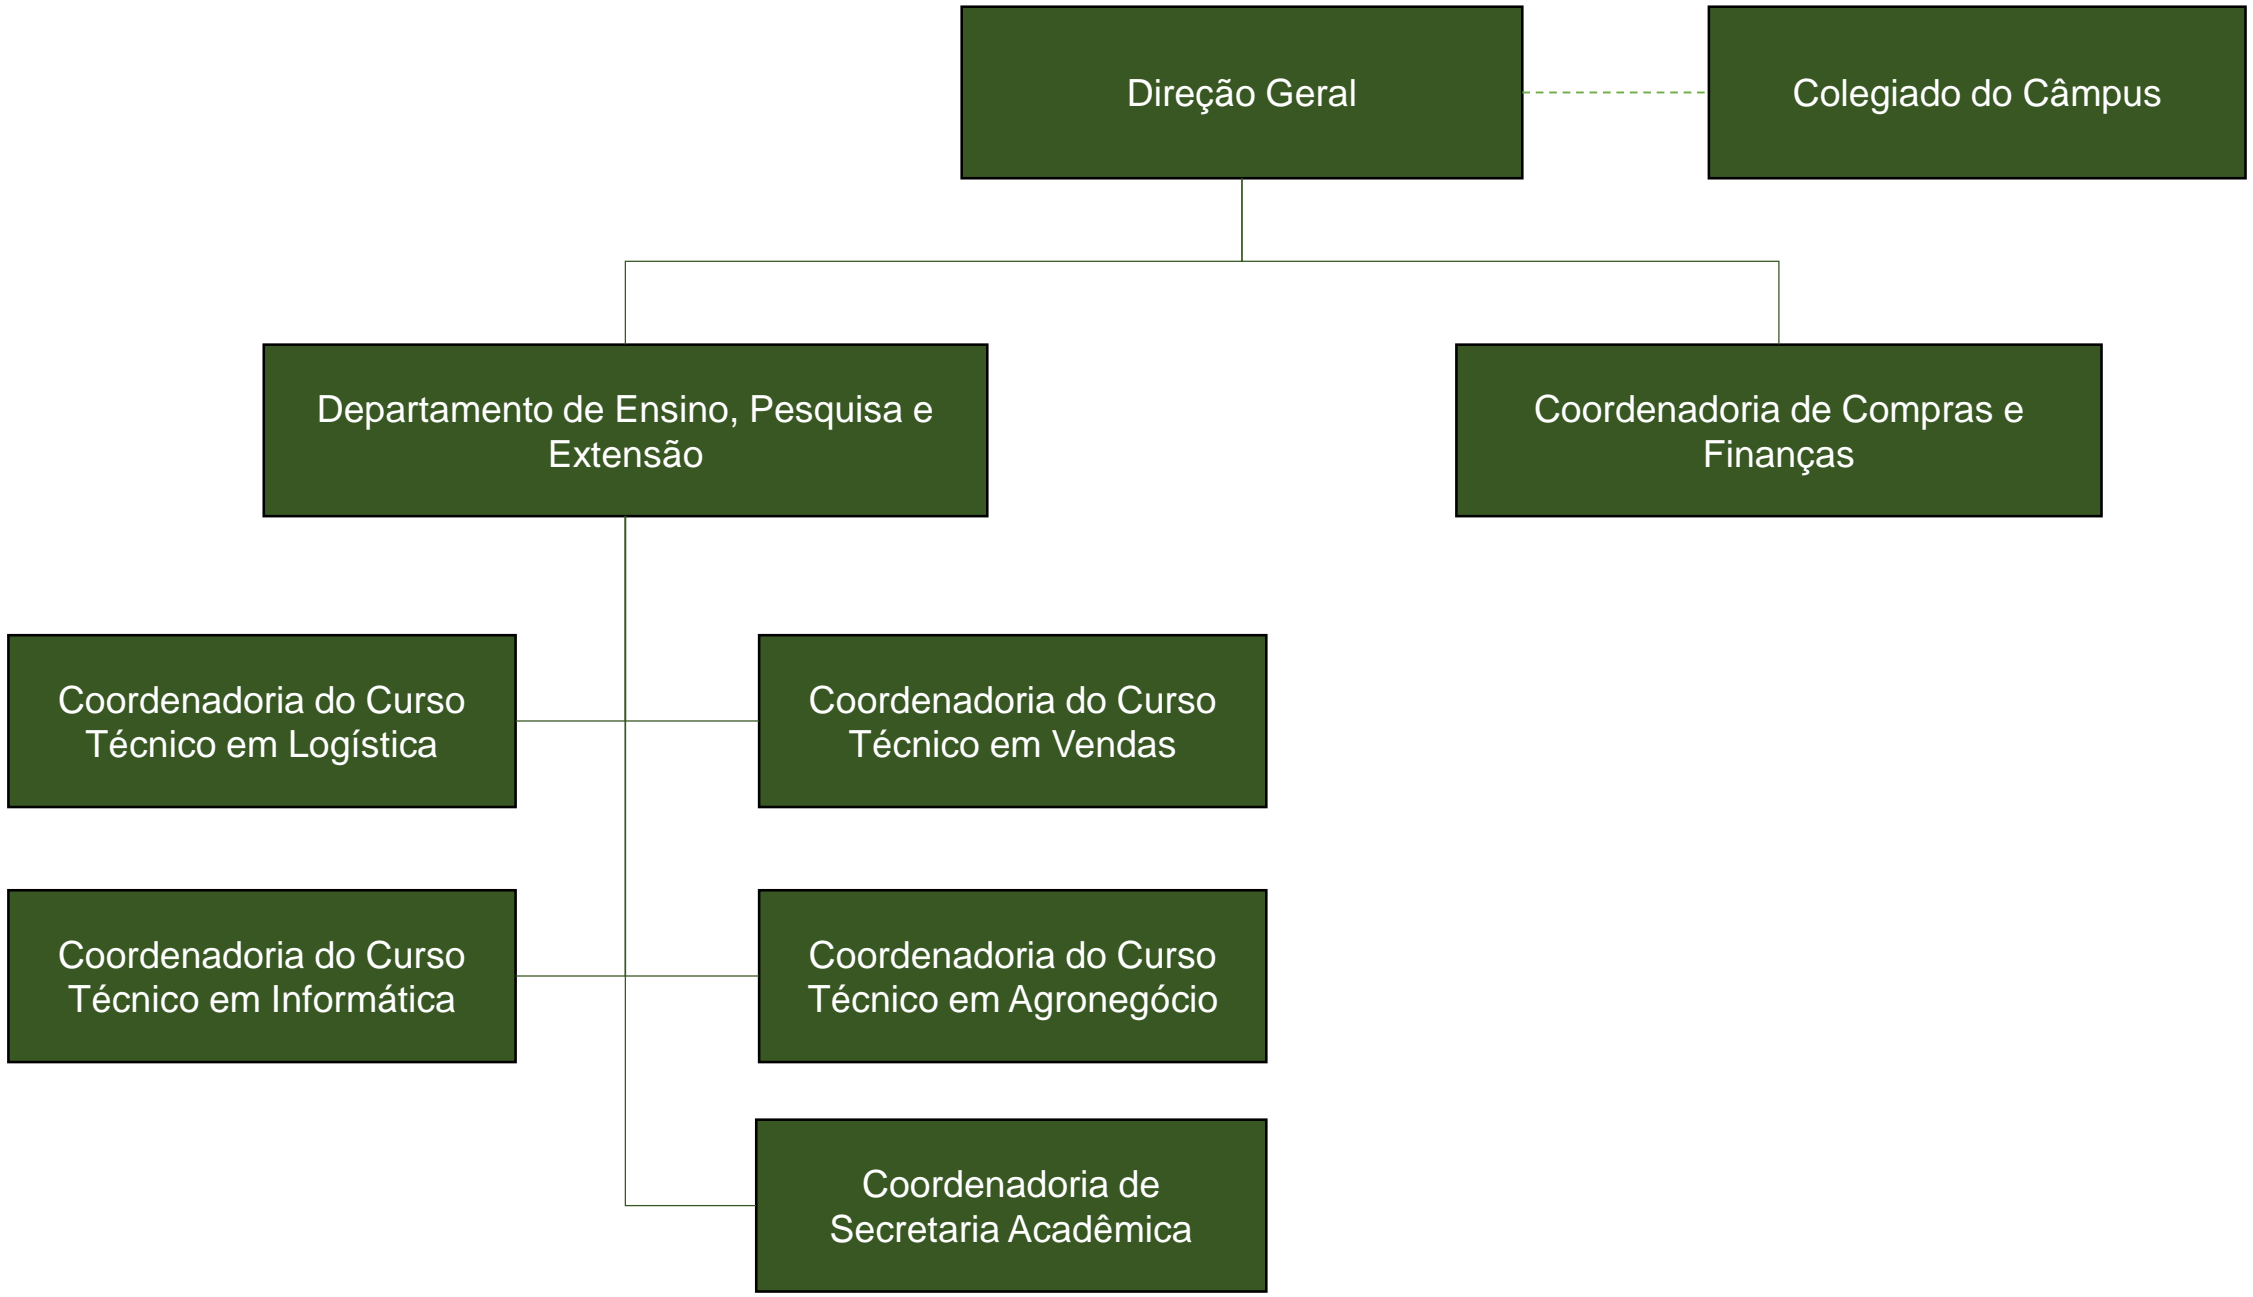 Direção Geral
Colegiado do Câmpus
Departamento de Ensino, Pesquisa e
Extensão
Coordenadoria de Compras e
Finanças
Coordenadoria do Curso
Técnico em Logística
Coordenadoria do Curso
Técnico em Vendas
Coordenadoria do Curso
Técnico em Informática
Coordenadoria do Curso
Técnico em Agronegócio
Coordenadoria de
Secretaria Acadêmica